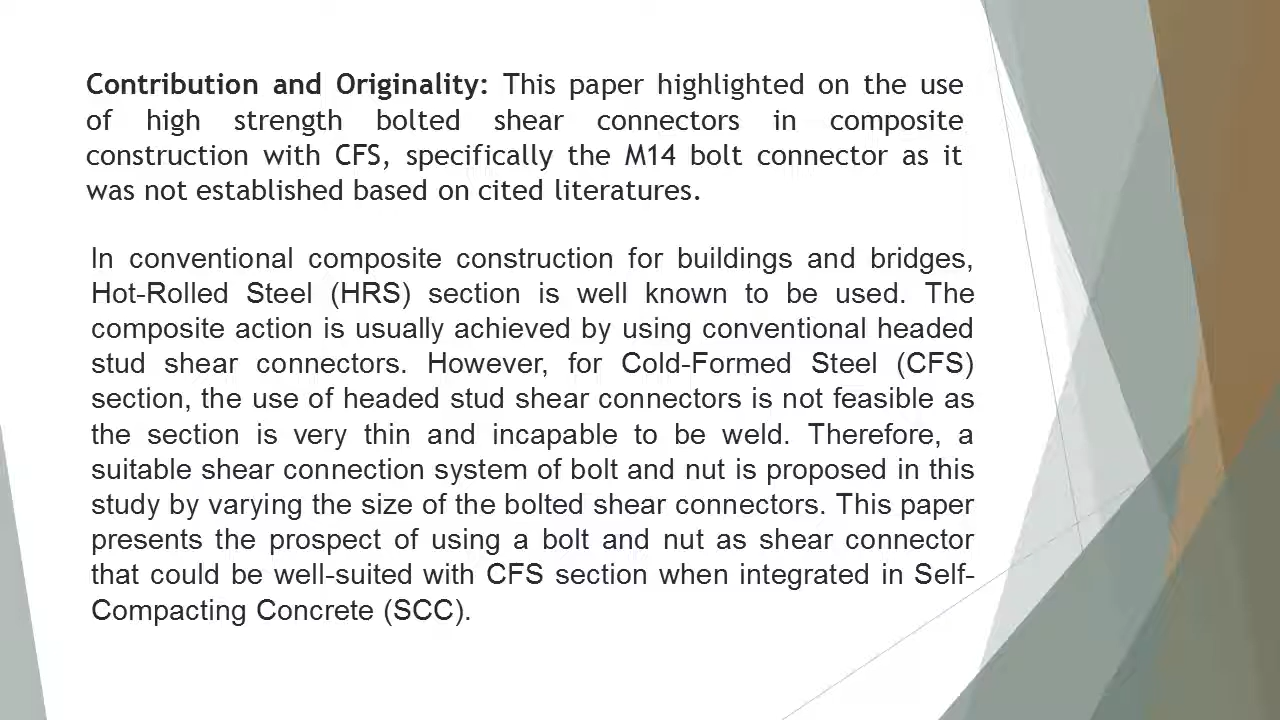 Contribution and Originality: This paper highlighted on the use
of high strength bolted shear connectors in composite
construction with CFS, specifically the M14 bolt connector as it
was not established based on cited literatures.
In conventional composite construction for buildings and bridges,
Hot-Rolled Steel (HRS) section is well known to be used. The
composite action is usually achieved by using conventional headed
stud shear connectors. However, for Cold-Formed Steel (CFS)
section, the use of headed stud shear connectors is not feasible as
the section is very thin and incapable to be weld. Therefore, a
suitable shear connection system of bolt and nut is proposed in this
study by varying the size of the bolted shear connectors. This paper
presents the prospect of using a bolt and nut as shear connector
that could be well-suited with CFS section when integrated in Self-
Compacting Concrete (SCC).